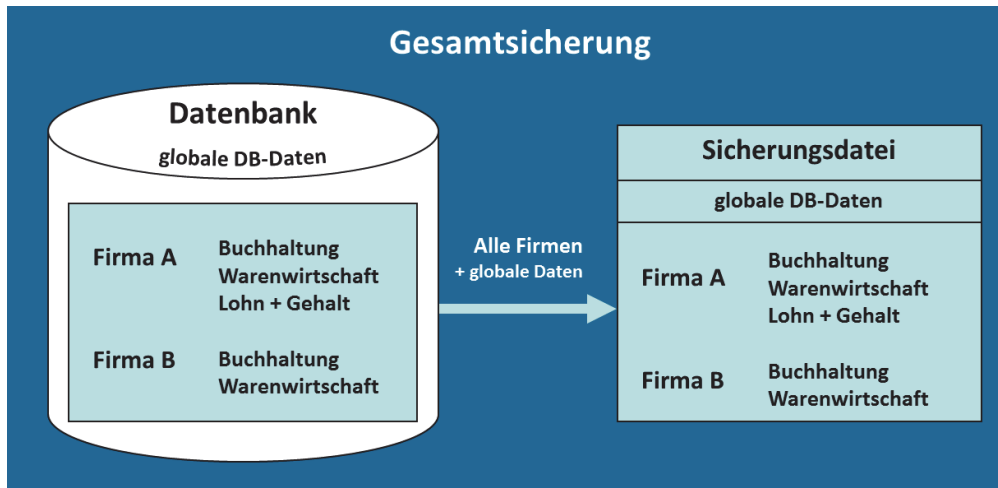 Gesamtsicherung
Datenbank
globale DB-Daten
Firma A
Buchhaltung
Warenwirtschaft
Lohn + Gehalt
Firma B
Buchhaltung
Warenwirtschaft
Alle Firmen
+ globale Daten
Sicherungsdatei
globale DB-Daten
Firma A
Buchhaltung
Warenwirtschaft
Lohn + Gehalt
Firma B
Buchhaltung
Warenwirtschaft